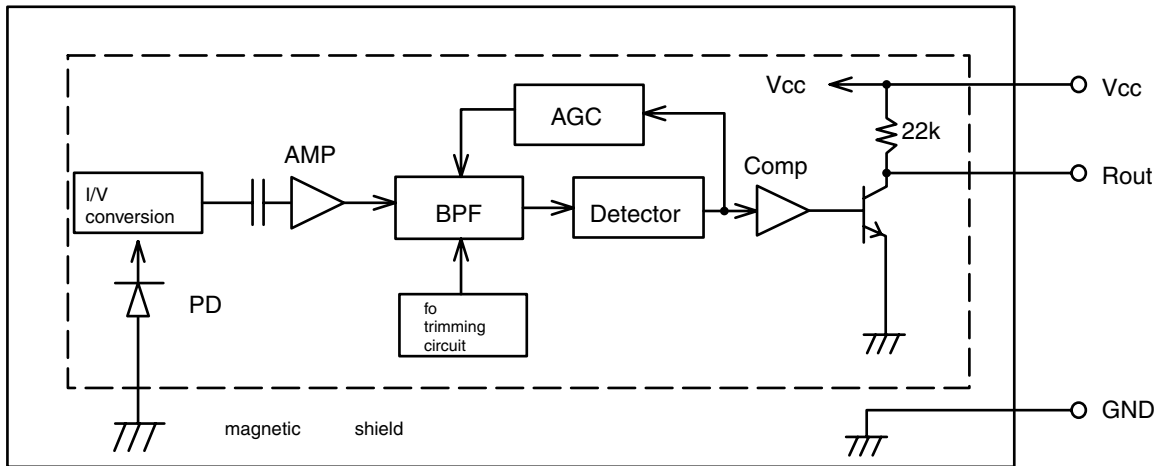 Vcc
Vcc
AGC
22k
AMP
Comp
Rout
I/V
conversion
BPF
Detector
PD
fo
trimming
circuit
GND
magnetic shield